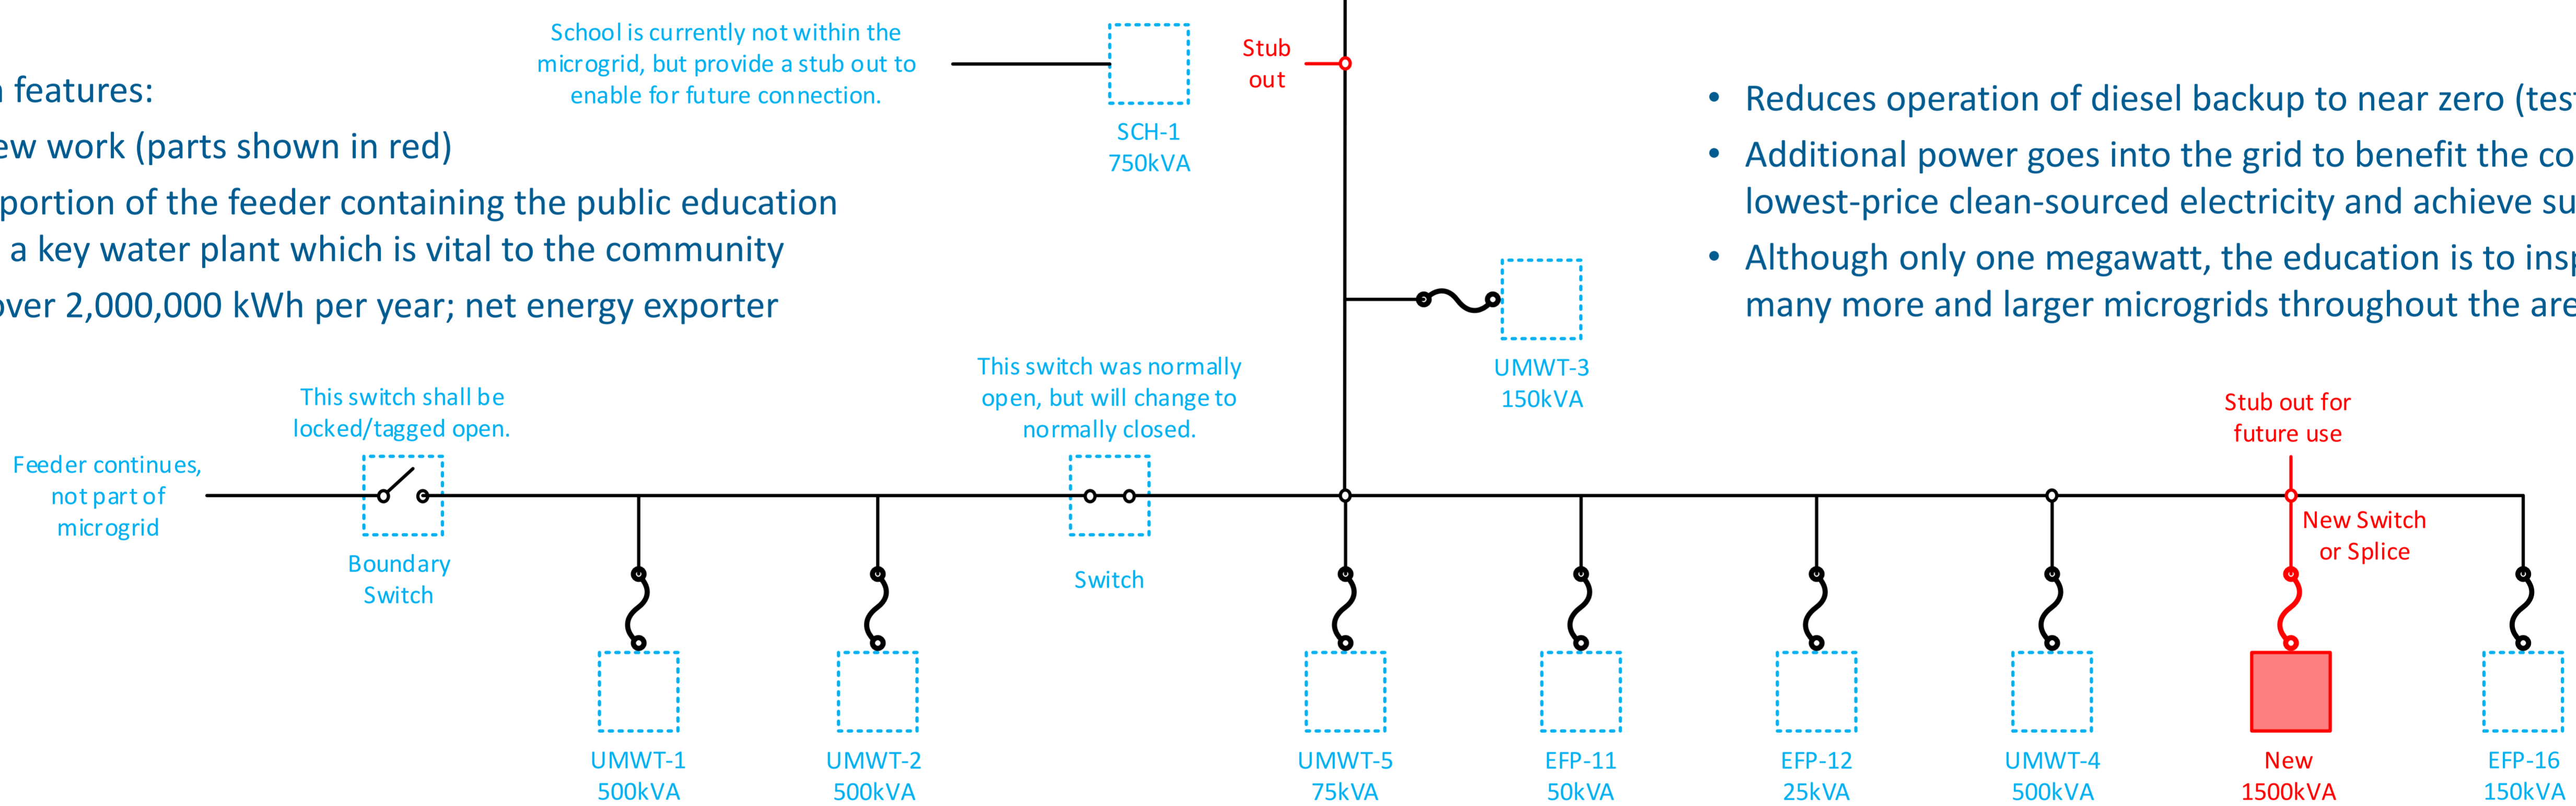 features:
work (parts shown in red)
portion of the feeder containing the public education
a key water plant which is vital to the community
over 2,000,000 kWh per year; net energy exporter
School is currently not within the
microgrid, but provide a stub out to
enable for future connection.
SCH-1
750kVA
Stub
out
• Reduces operation of diesel backup to near zero
• Additional power goes into the grid to benefit the
lowest-price clean-sourced electricity and achieve
• Although only one megawatt, the education is to
many more and larger microgrids throughout the
UMWT-3
150kVA
This switch shall be
locked/tagged open.
This switch was normally
open, but will change to
normally closed.
Stub out for
future use
Feeder continues,
not part of
microgrid
Boundary
Switch
Switch
New Switch
or Splice
UMWT-1
500kVA
UMWT-2
500kVA
UMWT-5
75kVA
EFP-11
50kVA
EFP-12
25kVA
UMWT-4
500kVA
New
1500kVA
EFP-16
150kVA